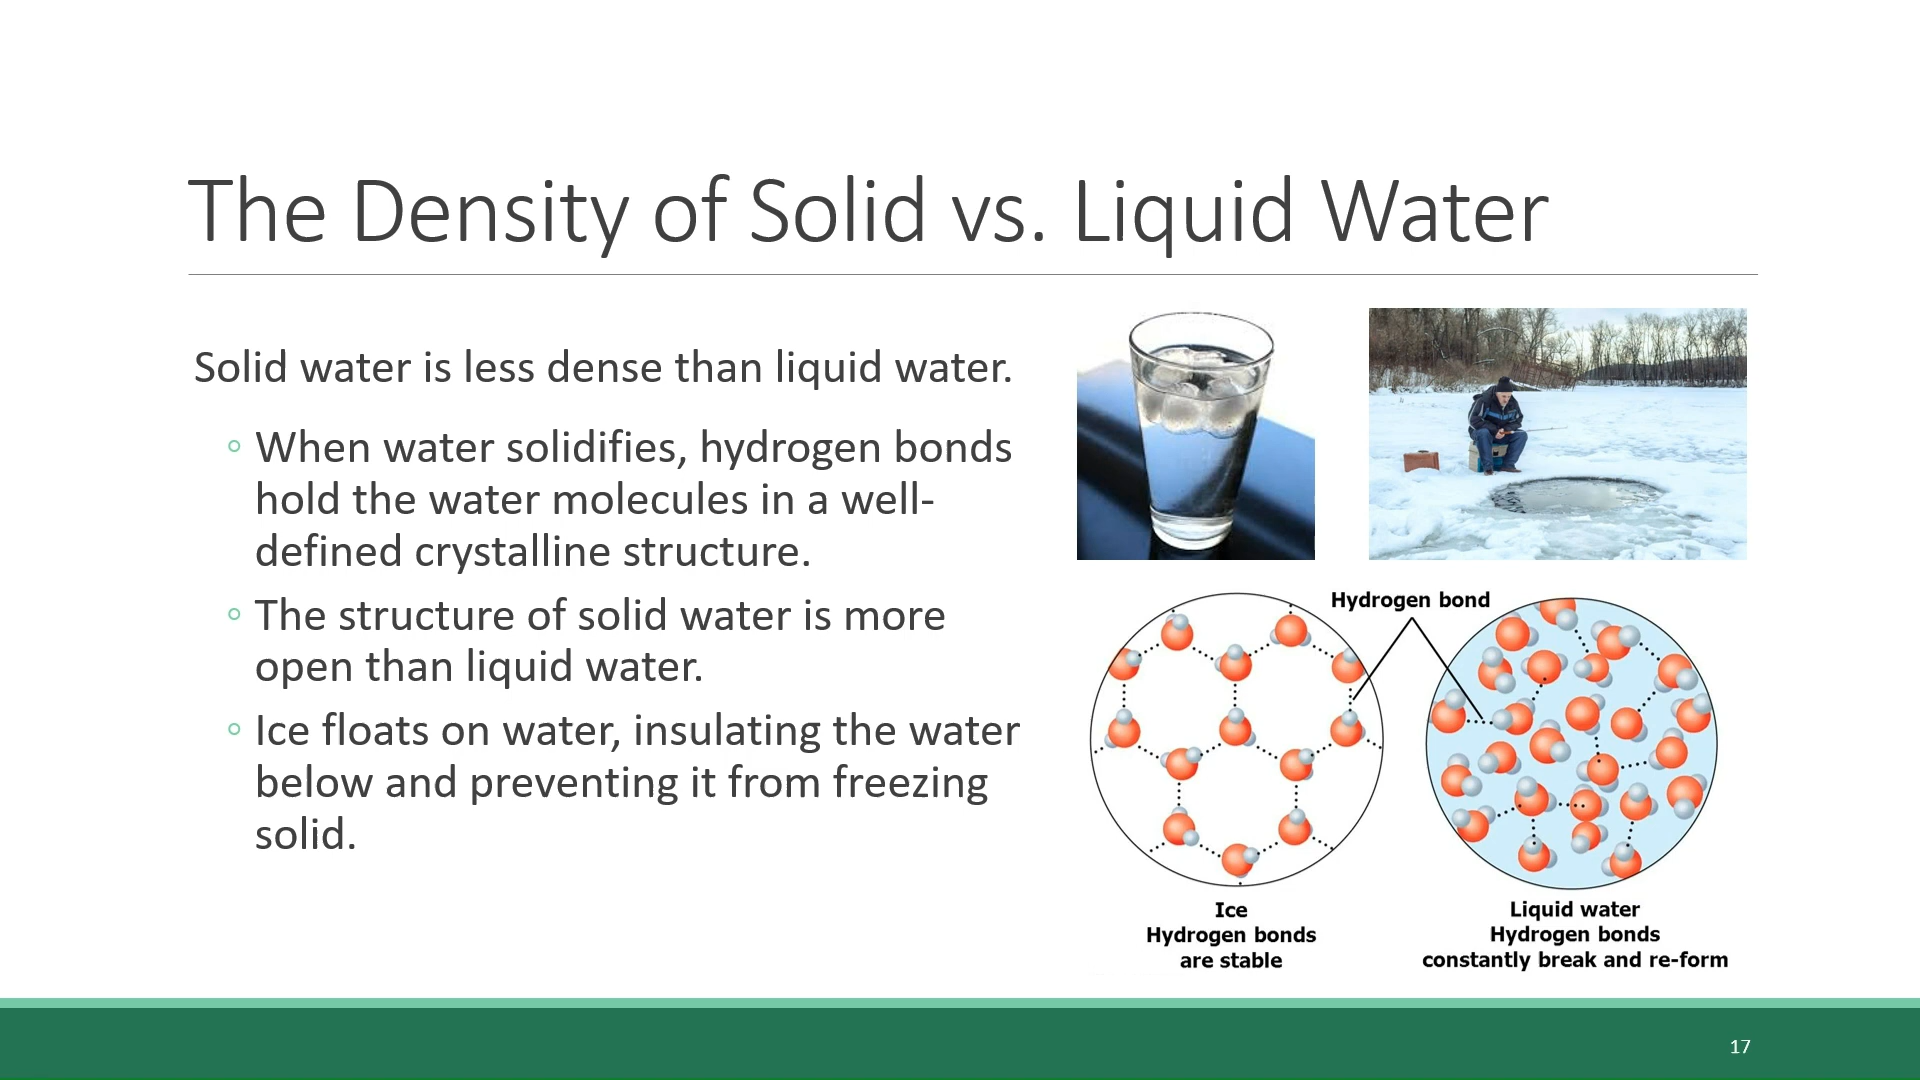 The Density of Solid vs. Liquid Water
Solid water is less dense than liquid water.
◦ When water solidifies, hydrogen bonds
hold the water molecules in a well-
defined crystalline structure.
◦ The structure of solid water is more
open than liquid water.
◦ Ice floats on water, insulating the water
below and preventing it from freezing
solid.
Hydrogen bond
Ice
Hydrogen bonds
are stable
Liquid water
Hydrogen bonds
constantly break and re-form
17